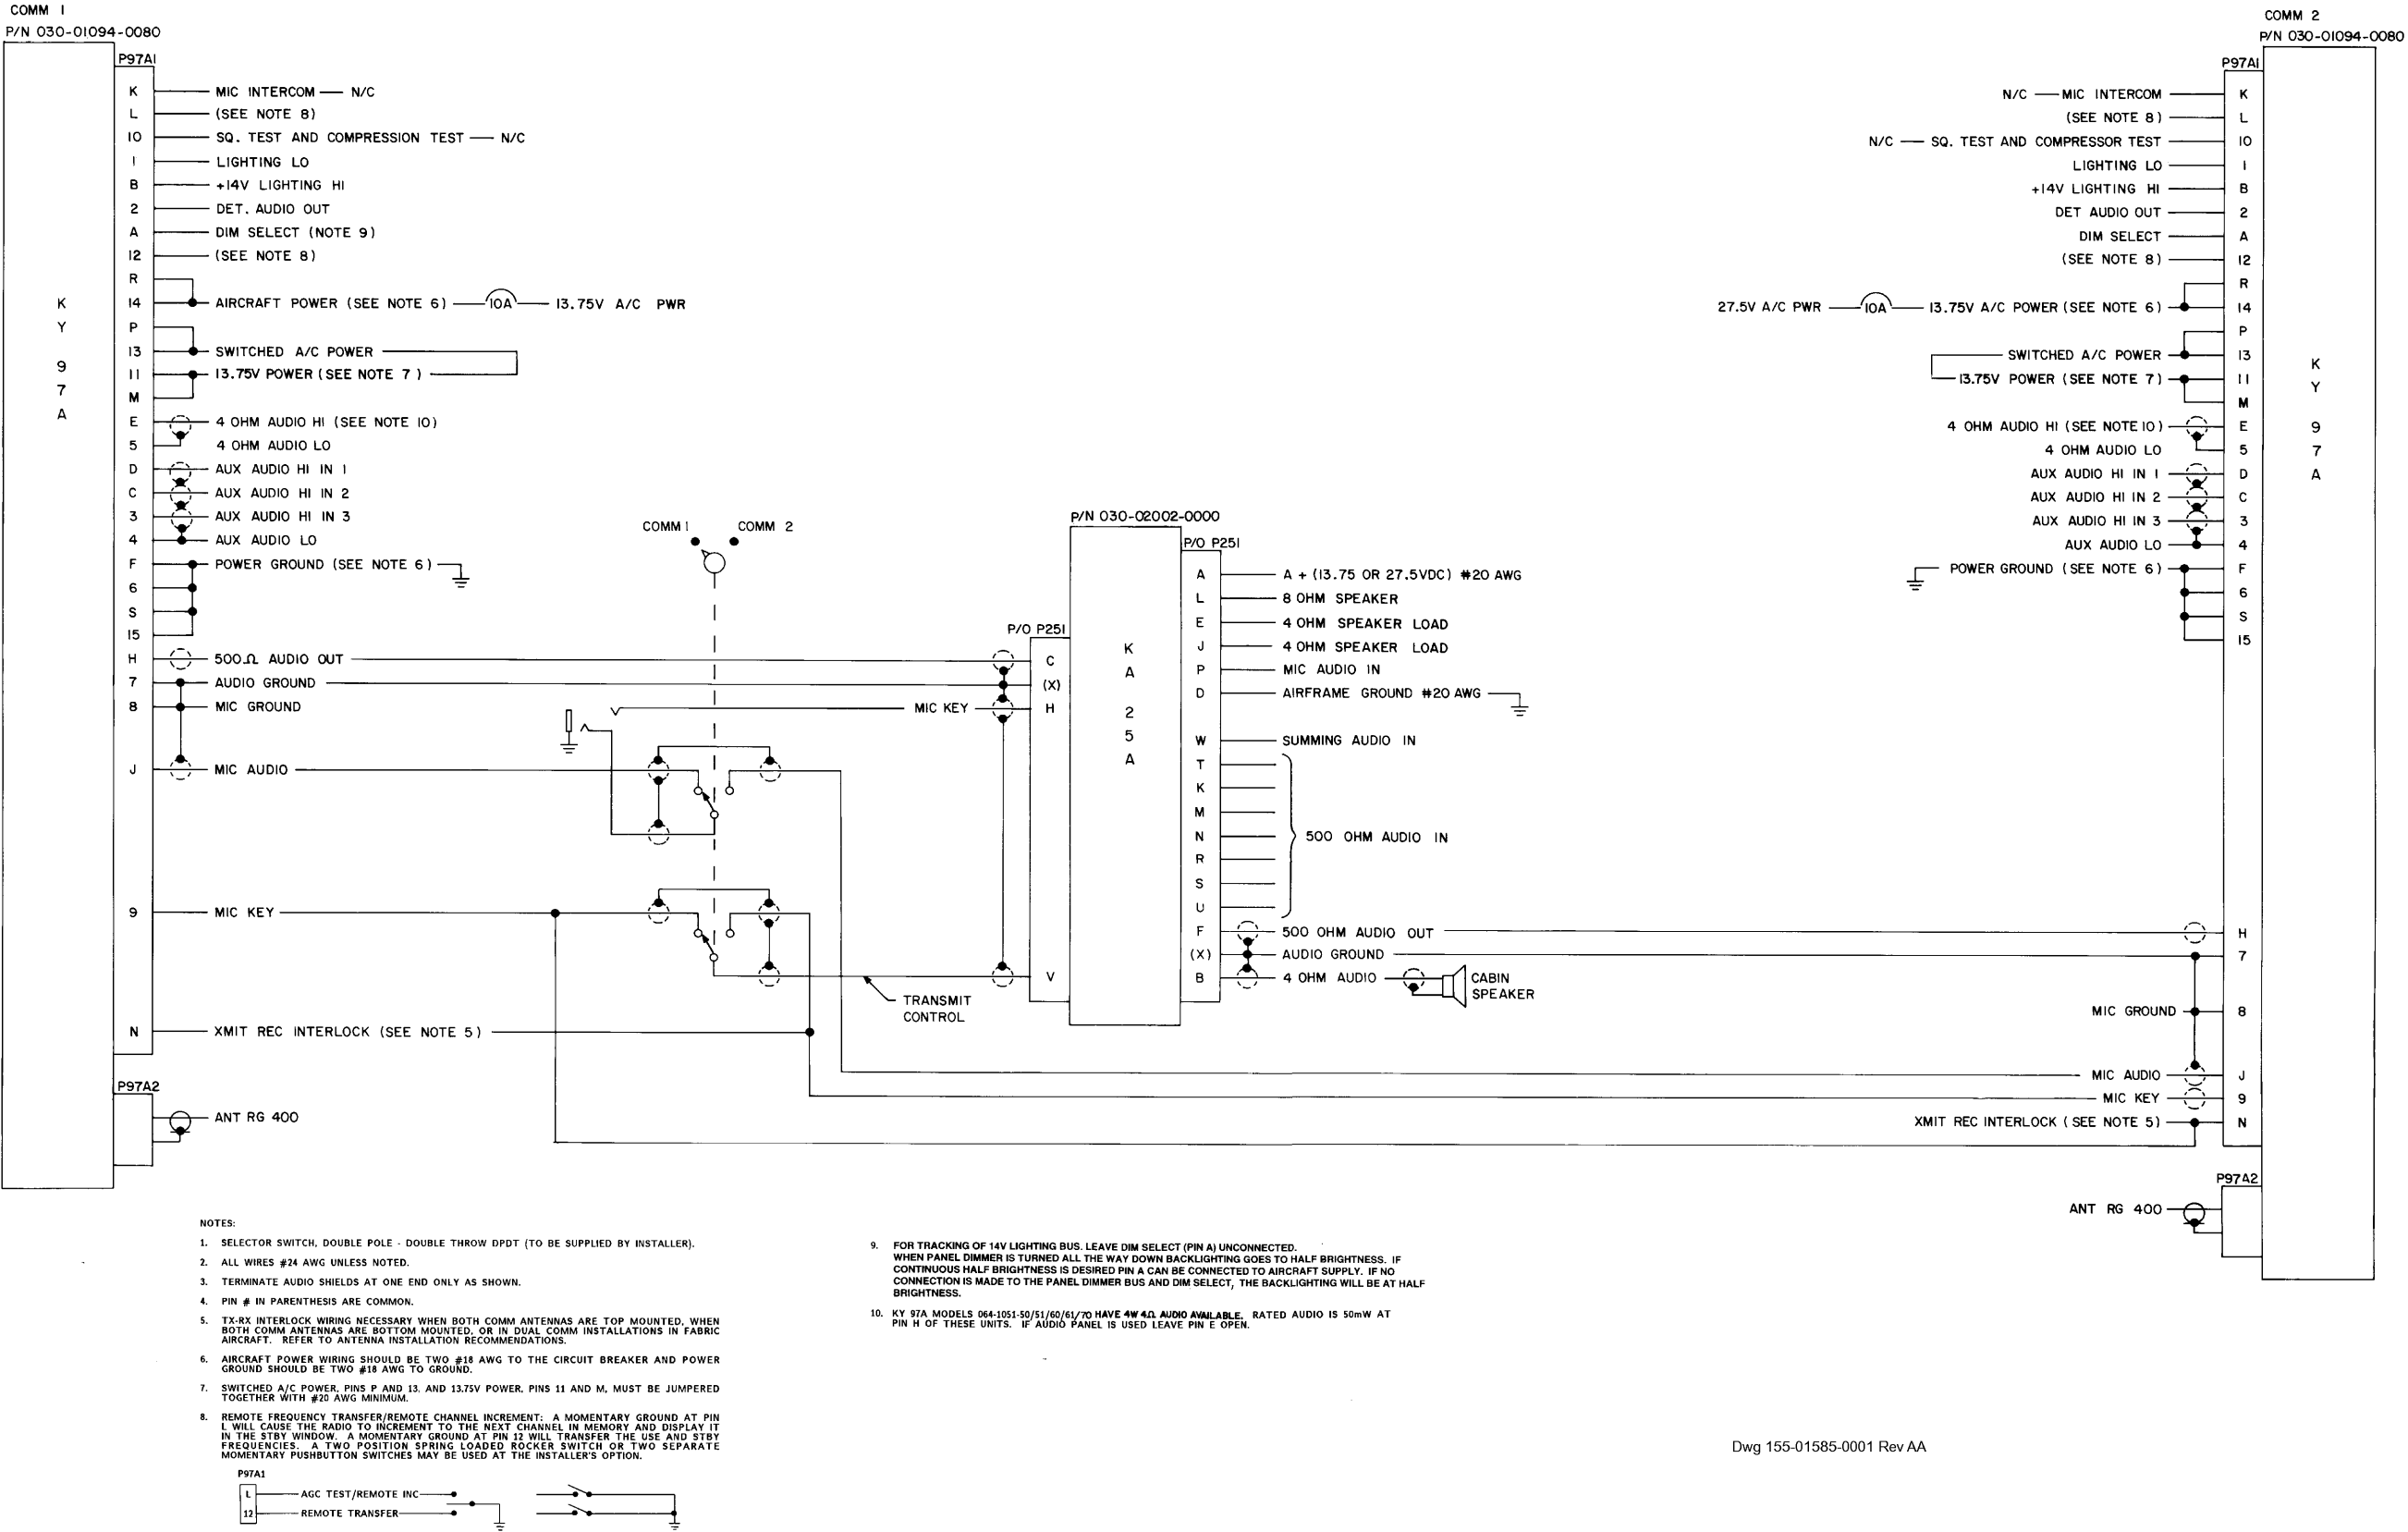 COMM 1
P/N 030-01094-0080
P97A1
K MIC INTERCOM N/C
L (SEE NOTE 8)
10 SQ. TEST AND COMPRESSION TEST N/C
1 LIGHTING LO
B +14V LIGHTING HI
2 DET. AUDIO OUT
A DIM SELECT (NOTE 9)
12 (SEE NOTE 8)
R
14 AIRCRAFT POWER (SEE NOTE 6) 10A 13.75V A/C PWR
P
13 SWITCHED A/C POWER
11 13.75V POWER (SEE NOTE 7)
M
E 4 OHM AUDIO HI (SEE NOTE 10)
5 4 OHM AUDIO LO
D AUX AUDIO HI IN 1
C AUX AUDIO HI IN 2
3 AUX AUDIO HI IN 3
4 AUX AUDIO LO
F POWER GROUND (SEE NOTE 6)
6
S
15
H 500Ω AUDIO OUT
7 AUDIO GROUND
8 MIC GROUND
J MIC AUDIO
9 MIC KEY
N XMIT REC INTERLOCK (SEE NOTE 5)
P97A2
ANT RG 400
K
Y
9
7
A
COMM 1 COMM 2
P/N 030-02002-0000
P/O P251
C
(X)
MIC KEY H
V
TRANSMIT
CONTROL
K
A
2
5
A
P/O P251
A A + (13.75 OR 27.5VDC) #20 AWG
L 8 OHM SPEAKER
E 4 OHM SPEAKER LOAD
J 4 OHM SPEAKER LOAD
P MIC AUDIO IN
D AIRFRAME GROUND #20 AWG
W SUMMING AUDIO IN
T
K
M
N 500 OHM AUDIO IN
R
S
U
F 500 OHM AUDIO OUT
(X) AUDIO GROUND
B 4 OHM AUDIO CABIN
SPEAKER
COMM 2
P/N 030-01094-0080
P97A1
N/C MIC INTERCOM K
(SEE NOTE 8) L
N/C SQ. TEST AND COMPRESSOR TEST 10
LIGHTING LO 1
+14V LIGHTING HI B
DET AUDIO OUT 2
DIM SELECT A
(SEE NOTE 8) 12
R
27.5V A/C PWR 10A 13.75V A/C POWER (SEE NOTE 6) 14
P
SWITCHED A/C POWER 13
13.75V POWER (SEE NOTE 7) 11
M
4 OHM AUDIO HI (SEE NOTE 10) E
4 OHM AUDIO LO 5
AUX AUDIO HI IN 1 D
AUX AUDIO HI IN 2 C
AUX AUDIO HI IN 3 3
AUX AUDIO LO 4
POWER GROUND (SEE NOTE 6) F
6
S
15
H
7
MIC GROUND 8
MIC AUDIO J
MIC KEY 9
XMIT REC INTERLOCK (SEE NOTE 5) N
P97A2
ANT RG 400
K
Y
9
7
A
NOTES:
1. SELECTOR SWITCH, DOUBLE POLE - DOUBLE THROW DPDT (TO BE SUPPLIED BY INSTALLER).
2. ALL WIRES #24 AWG UNLESS NOTED.
3. TERMINATE AUDIO SHIELDS AT ONE END ONLY AS SHOWN.
4. PIN # IN PARENTHESIS ARE COMMON.
5. TX-RX INTERLOCK WIRING NECESSARY WHEN BOTH COMM ANTENNAS ARE TOP MOUNTED, WHEN
BOTH COMM ANTENNAS ARE BOTTOM MOUNTED, OR IN DUAL COMM INSTALLATIONS IN FABRIC
AIRCRAFT. REFER TO ANTENNA INSTALLATION RECOMMENDATIONS.
6. AIRCRAFT POWER WIRING SHOULD BE TWO #18 AWG TO THE CIRCUIT BREAKER AND POWER
GROUND SHOULD BE TWO #18 AWG TO GROUND.
7. SWITCHED A/C POWER, PINS P AND 13, AND 13.75V POWER, PINS 11 AND M, MUST BE JUMPERED
TOGETHER WITH #20 AWG MINIMUM.
8. REMOTE FREQUENCY TRANSFER/REMOTE CHANNEL INCREMENT: A MOMENTARY GROUND AT PIN
L WILL CAUSE THE RADIO TO INCREMENT TO THE NEXT CHANNEL IN MEMORY AND DISPLAY IT
IN THE STBY WINDOW. A MOMENTARY GROUND AT PIN 12 WILL TRANSFER THE USE AND STBY
FREQUENCIES. A TWO POSITION SPRING LOADED ROCKER SWITCH OR TWO SEPARATE
MOMENTARY PUSHBUTTON SWITCHES MAY BE USED AT THE INSTALLER'S OPTION.
P97A1
L AGC TEST/REMOTE INC
12 REMOTE TRANSFER
9. FOR TRACKING OF 14V LIGHTING BUS. LEAVE DIM SELECT (PIN A) UNCONNECTED.
WHEN PANEL DIMMER IS TURNED ALL THE WAY DOWN BACKLIGHTING GOES TO HALF BRIGHTNESS. IF
CONTINUOUS HALF BRIGHTNESS IS DESIRED PIN A CAN BE CONNECTED TO AIRCRAFT SUPPLY. IF NO
CONNECTION IS MADE TO THE PANEL DIMMER BUS AND DIM SELECT, THE BACKLIGHTING WILL BE AT HALF
BRIGHTNESS.
10. KY 97A MODELS 064-1051-50/51/60/61/70 HAVE 4W 4Ω AUDIO AVAILABLE. RATED AUDIO IS 50mW AT
PIN H OF THESE UNITS. IF AUDIO PANEL IS USED LEAVE PIN E OPEN.
Dwg 155-01585-0001 Rev AA